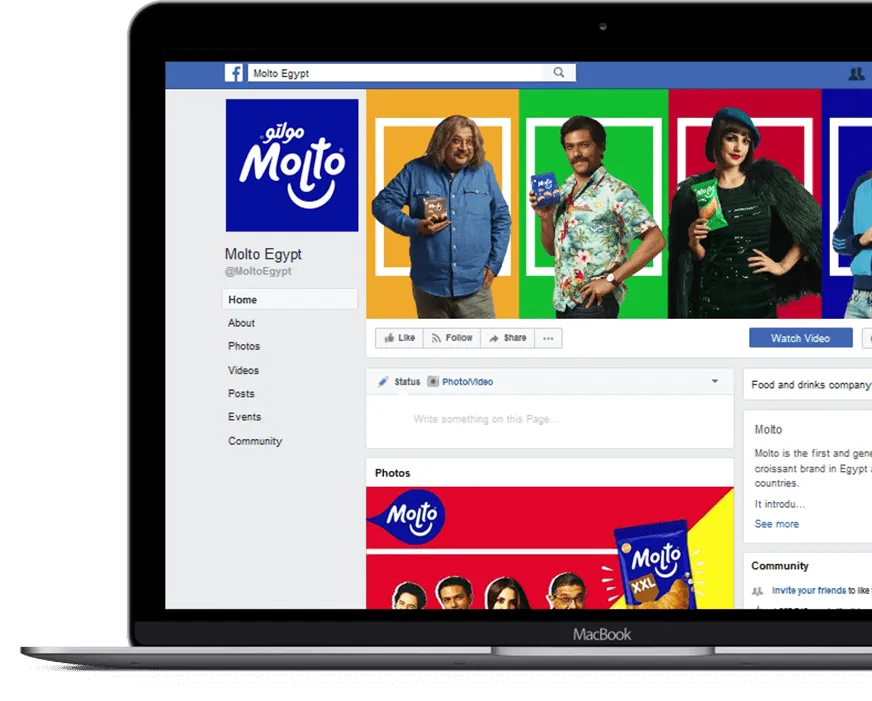 Molto Egypt
مولتو
Molto
Molto
Molto
Molto
Molto Egypt
@MoltoEgypt
Home
About
Photos
Videos
Posts
Events
Community
Like
Follow
Share
Watch Video
Status
Photo/Video
Write something on this Page...
Photos
Molto
Molto
XXL
Food and drinks company
Molto
Molto is the first and gene
croissant brand in Egypt a
countries.
It introdu...
See more
Community
Invite your friends to like
MacBook